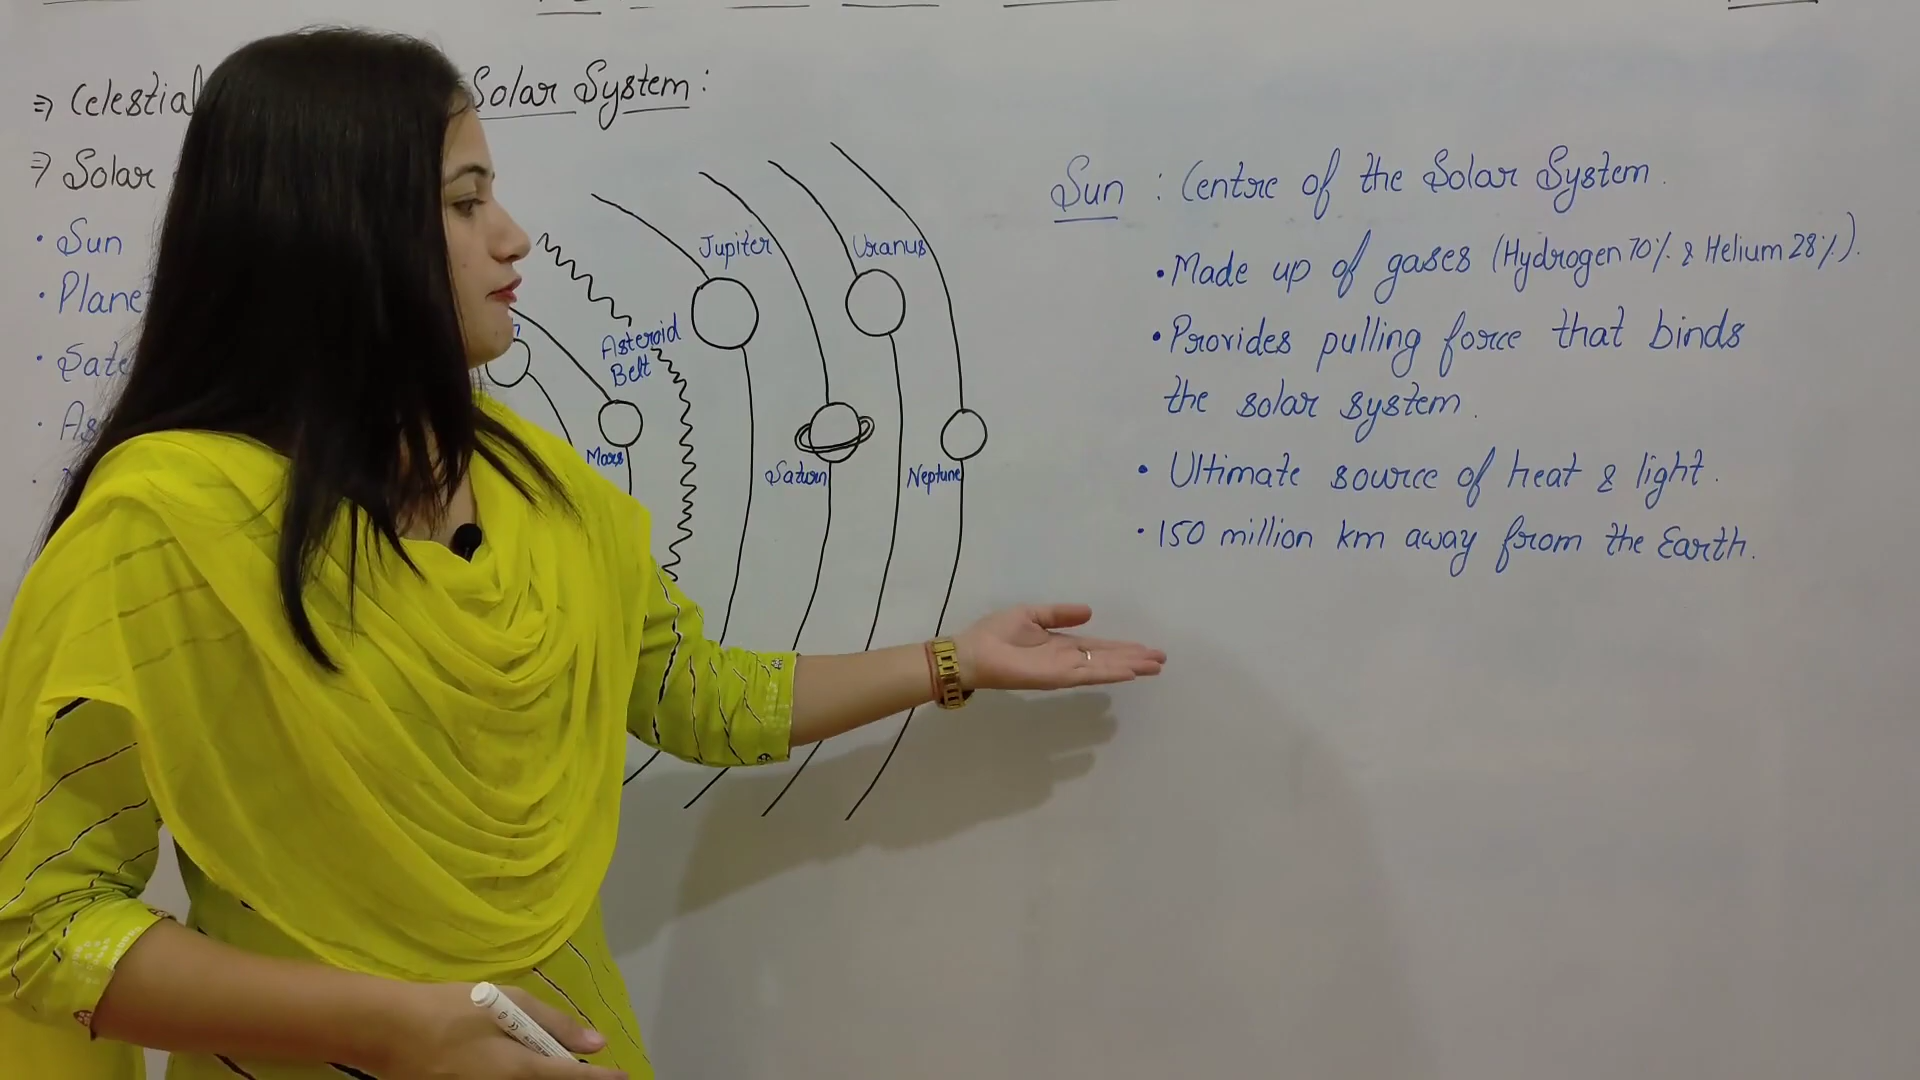 ⇒ Celestial Solar System:
⇒ Solar
• Sun
• Plane
• Sate
• As
Jupiter
Uranus
Asteroid
Belt
Mars
Saturn
Neptune
Sun : Centre of the Solar System.
• Made up of gases (Hydrogen 70% & Helium 28%).
• Provides pulling force that binds
the solar system.
• Ultimate source of heat & light.
• 150 million km away from the Earth.